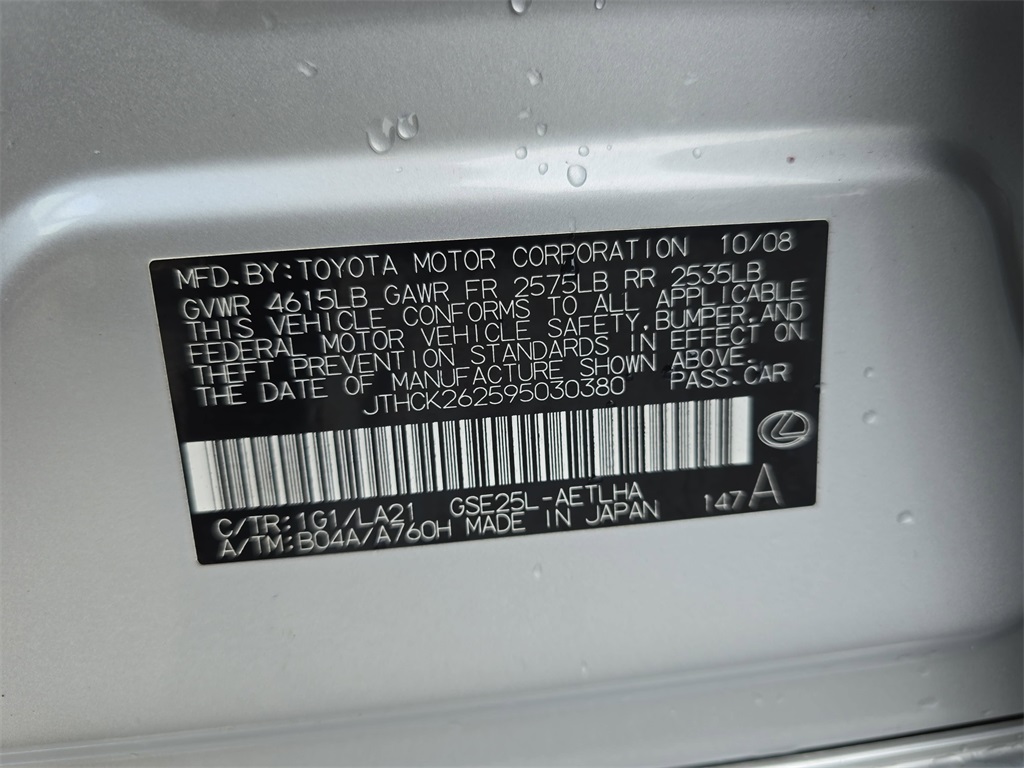 MFD.BY:TOYOTA MOTOR CORPORATION 10/08
GVWR 4615LB GAWR FR 2575LB RR 2535LB
THIS VEHICLE CONFORMS TO ALL APPLICABLE
FEDERAL MOTOR VEHICLE SAFETY,BUMPER,AND
THEFT PREVENTION STANDARDS IN EFFECT ON
THE DATE OF MANUFACTURE SHOWN ABOVE.
JTHCK262595030380 PASS.CAR
C/TR:1G1/LA21 GSE25L-AETLHA 147A
A/TM:B04A/A760H MADE IN JAPAN